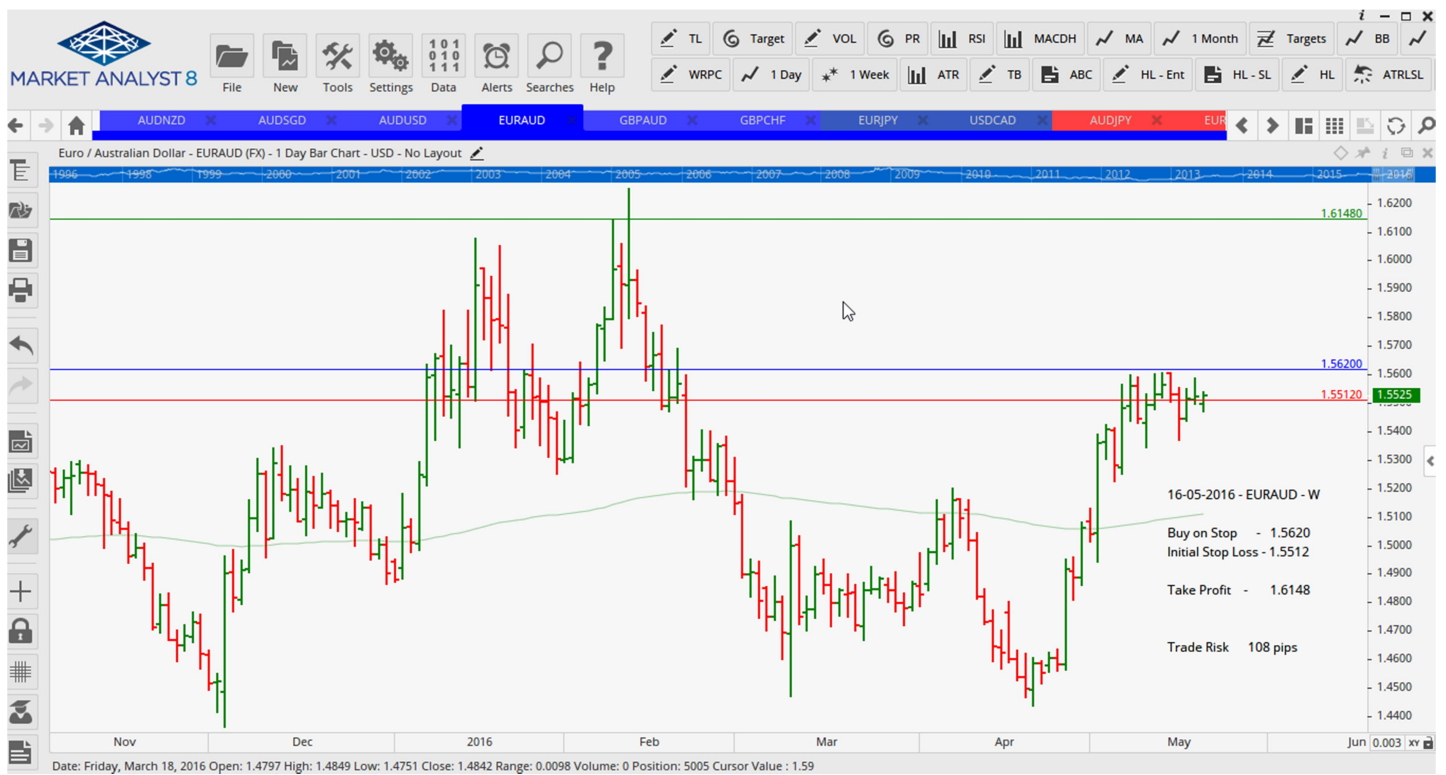 i
MARKET ANALYST 8
File New Tools Settings Data Alerts Searches Help
101
010
111
TL Target VOL PR RSI MACDH MA 1 Month Targets BB
WRPC 1 Day 1 Week ATR TB ABC HL - Ent HL - SL HL ATRLSL
AUDNZD AUDSGD AUDUSD EURAUD GBPAUD GBPCHF EURJPY USDCAD AUDJPY EUR
Euro / Australian Dollar - EURAUD (FX) - 1 Day Bar Chart - USD - No Layout
1996 1998 1999 2000 2001 2002 2003 2004 2005 2006 2007 2008 2009 2010 2011 2012 2013 2014 2015 2016
1.6200
1.61480
1.6100
1.6000
1.5900
1.5800
1.5700
1.56200
1.5600
1.55120
1.5525
1.5400
1.5300
1.5200
1.5100
1.5000
1.4900
1.4800
1.4700
1.4600
1.4500
1.4400
16-05-2016 - EURAUD - W
Buy on Stop - 1.5620
Initial Stop Loss - 1.5512
Take Profit - 1.6148
Trade Risk 108 pips
Nov Dec 2016 Feb Mar Apr May Jun 0.003 XY
Date: Friday, March 18, 2016 Open: 1.4797 High: 1.4849 Low: 1.4751 Close: 1.4842 Range: 0.0098 Volume: 0 Position: 5005 Cursor Value : 1.59